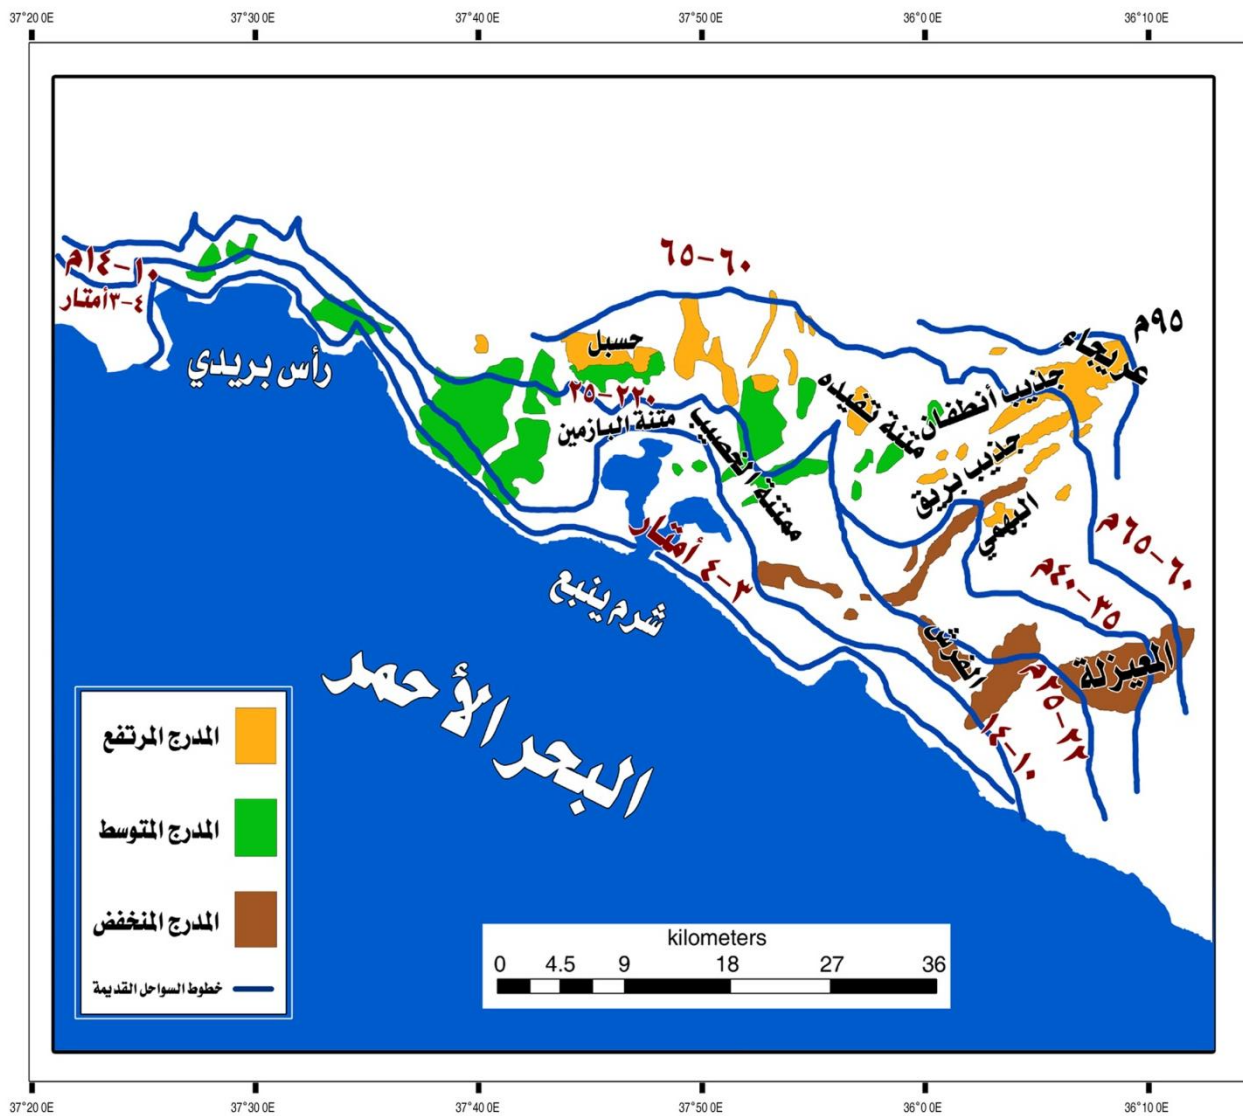 37°20 0E 37°30 0E 37°40 0E 37°50 0E 36°0 0E 36°10 0E
١٠-١٤م
٣-٤أمتار
رأس بريدي
٦٠-٦٥
٩٥م
عريجاء
حسبل
جذيب أنطفان
متنة تفيده
٢٢٠-٢٥
متنة البازمين
ممتنة الخصيب
جذيب بريق
البهمي
٣-٤ أمتار
٦٠-٦٥م
٣٥-٤٠م
شرم ينبع
الفرش
المعيزلة
٢٢-٢٥م
١٠-١٤
البحر الأحمر
المدرج المرتفع
المدرج المتوسط
المدرج المنخفض
خطوط السواحل القديمة
kilometers
0 4.5 9 18 27 36
37°20 0E 37°30 0E 37°40 0E 37°50 0E 36°0 0E 36°10 0E